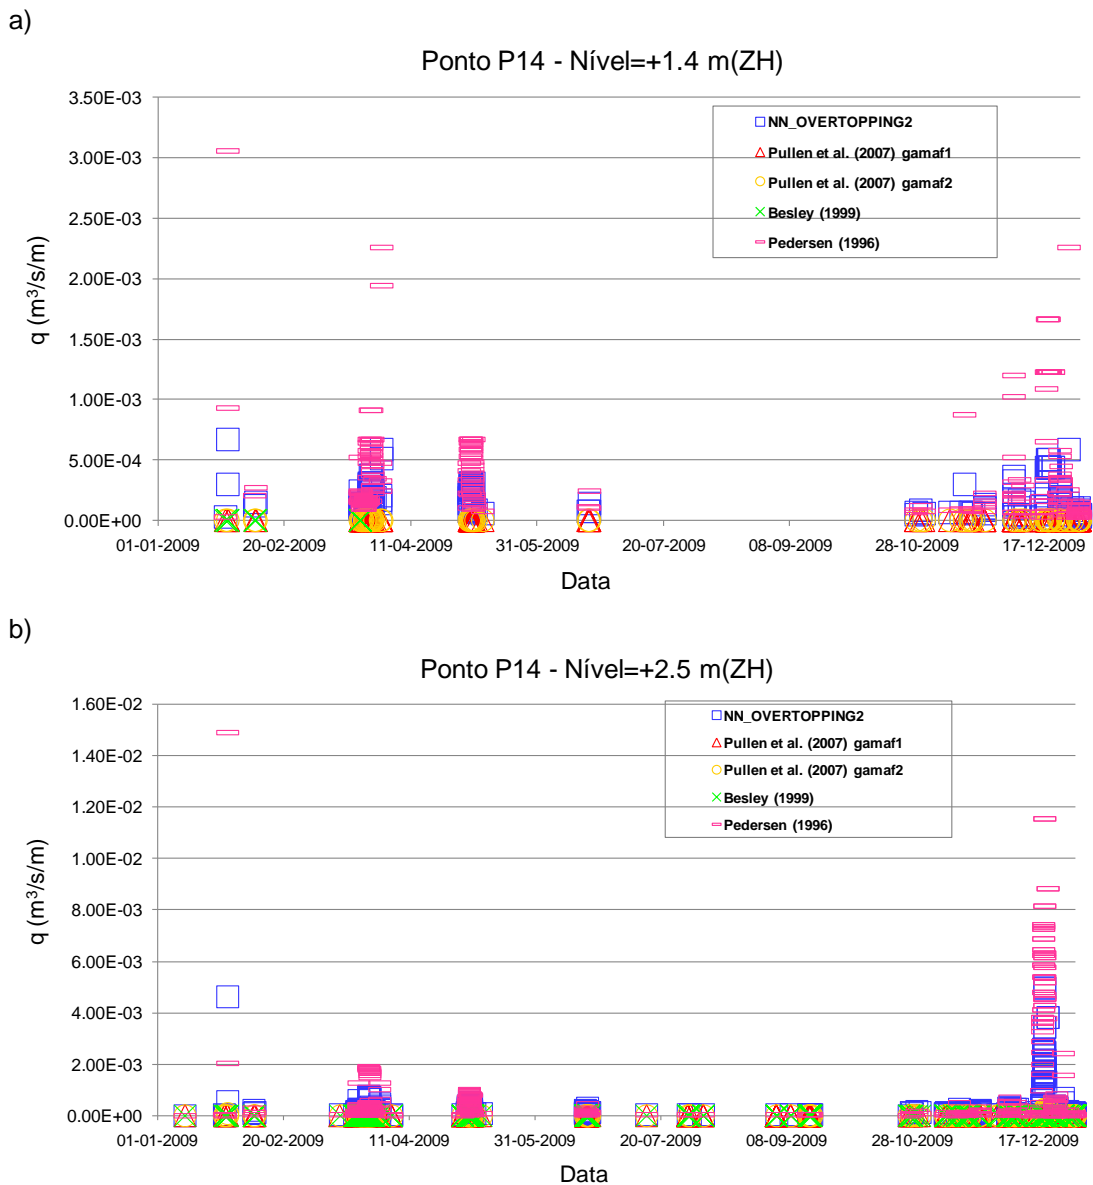 a)
Ponto P14 - Nível=+1.4 m(ZH)
3.50E-03
3.00E-03
2.50E-03
2.00E-03
1.50E-03
1.00E-03
5.00E-04
0.00E+00
q (m³/s/m)
NN_OVERTOPPING2
Pullen et al. (2007) gamaf1
Pullen et al. (2007) gamaf2
Besley (1999)
Pedersen (1996)
01-01-2009 20-02-2009 11-04-2009 31-05-2009 20-07-2009 08-09-2009 28-10-2009 17-12-2009
Data
b)
Ponto P14 - Nível=+2.5 m(ZH)
1.60E-02
1.40E-02
1.20E-02
1.00E-02
8.00E-03
6.00E-03
4.00E-03
2.00E-03
0.00E+00
q (m³/s/m)
NN_OVERTOPPING2
Pullen et al. (2007) gamaf1
Pullen et al. (2007) gamaf2
Besley (1999)
Pedersen (1996)
01-01-2009 20-02-2009 11-04-2009 31-05-2009 20-07-2009 08-09-2009 28-10-2009 17-12-2009
Data